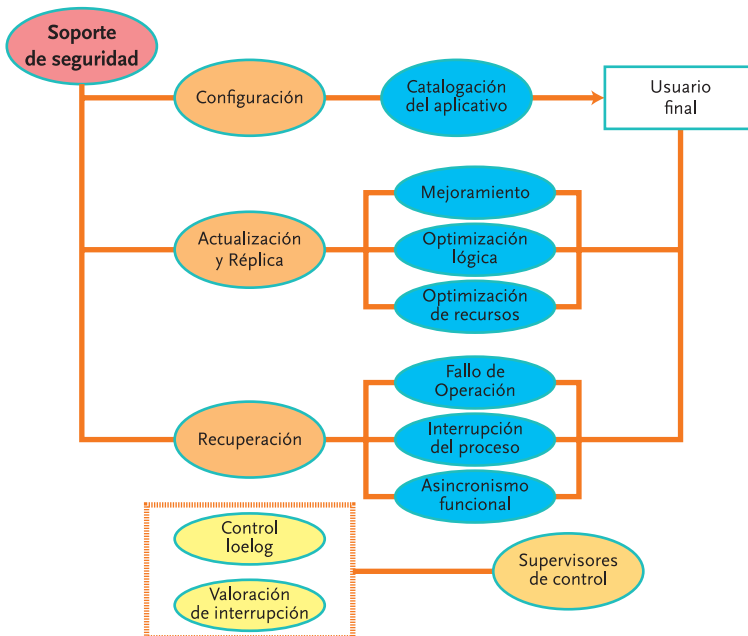 Soporte
de seguridad
Configuración
Catalogación
del aplicativo
Usuario
final
Actualización
y Réplica
Mejoramiento
Optimización
lógica
Optimización
de recursos
Recuperación
Fallo de
Operación
Interrupción
del proceso
Asincronismo
funcional
Control
loelog
Valoración
de interrupción
Supervisores
de control